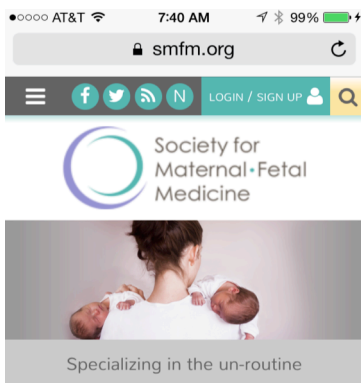 AT&T 7:40 AM 99%
smfm.org
f N LOGIN / SIGN UP
Society for
Maternal•Fetal
Medicine
Specializing in the un-routine